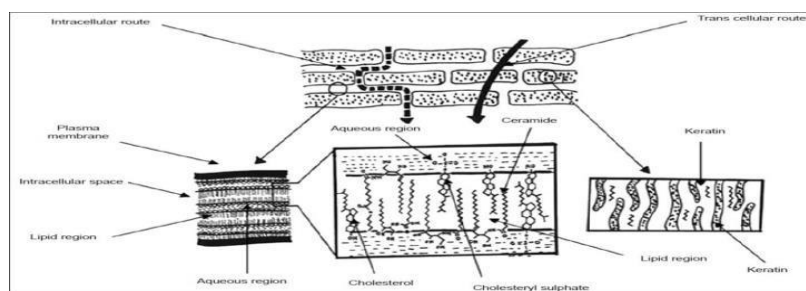 Intracellular route
Trans cellular route
Aqueous region
Ceramide
Plasma
membrane
Keratin
Intracellular space
Lipid region
Aqueous region
Cholesterol
Cholesteryl sulphate
Lipid region
Keratin